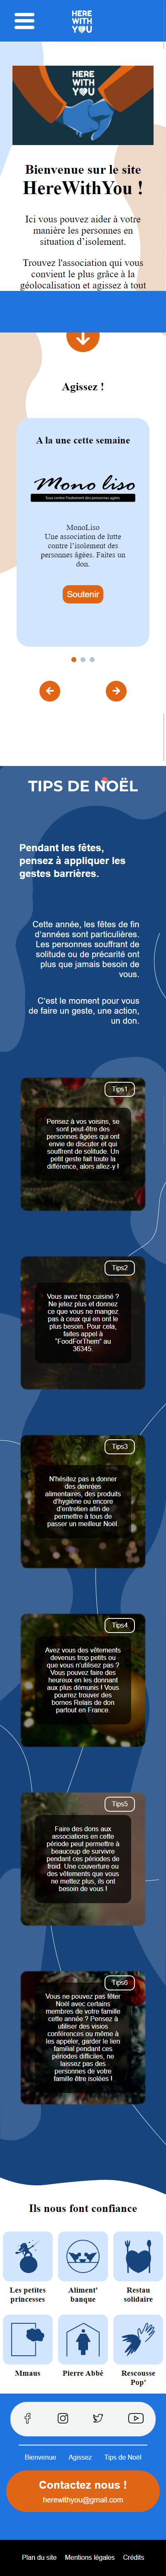 HERE
WITH
YOU
HERE
WITH
YOU
Bienvenue sur le site
HereWithYou !
Ici vous pouvez aider à votre
manière les personnes en
situation d’isolement.
Trouvez l'association qui vous
convient le plus grâce à la
géolocalisation et agissez à tout
Agissez !
A la une cette semaine
Mono liso
Tous contre l'isolement des personnes agées
MonoLiso
Une association de lutte
contre l’isolement des
personnes âgées. Faites un
don.
Soutenir
TIPS DE NOËL
Pendant les fêtes,
pensez à appliquer les
gestes barrières.
Cette année, les fêtes de fin
d'années sont particulières.
Les personnes souffrant de
solitude ou de précarité ont
plus que jamais besoin de
vous.
C'est le moment pour vous
de faire un geste, une action,
un don.
Tips1
Pensez à vos voisins, se
sont peut-être des
personnes âgées qui ont
envie de discuter et qui
souffrent de solitude. Un
petit geste fait toute la
différence, alors allez-y !
Tips2
Vous avez trop cuisiné ?
Ne jetez plus et donnez
ce que vous ne mangez
pas à ceux qui en ont le
plus besoin. Pour cela,
faites appel à
"FoodForThem" au
36345.
Tips3
N'hésitez pas a donner
des denrées
alimentaires, des produits
d'hygiène ou encore
d'entretien afin de
permettre à tous de
passer un meilleur Noël.
Tips4
Avez vous des vêtements
devenus trop petits ou
que vous n’utilisez pas ?
Vous pouvez faire des
heureux en les donnant
aux plus démunis ! Vous
pourrez trouver des
bornes Relais de don
partout en France.
Tips5
Faire des dons aux
associations en cette
période peut permettre à
beaucoup de survivre
pendant ces périodes de
froid. Une couverture ou
des vêtements que vous
ne mettez plus, ils ont
besoin de vous !
Tips6
Vous ne pouvez pas fêter
Noël avec certains
membres de votre famille
cette année ? Pensez à
utiliser des visios
conférences ou même à
les appeler, garder le lien
familial pendant ces
périodes difficiles, ne
laissez pas des
personnes de votre
famille être isolées !
Ils nous font confiance
Les petites
princesses
Aliment'
banque
Restau
solidaire
Mmaus
Pierre Abbé
Rescousse
Pop'
Bienvenue
Agissez
Tips de Noël
Contactez nous !
herewithyou@gmail.com
Plan du site
Mentions légales
Crédits